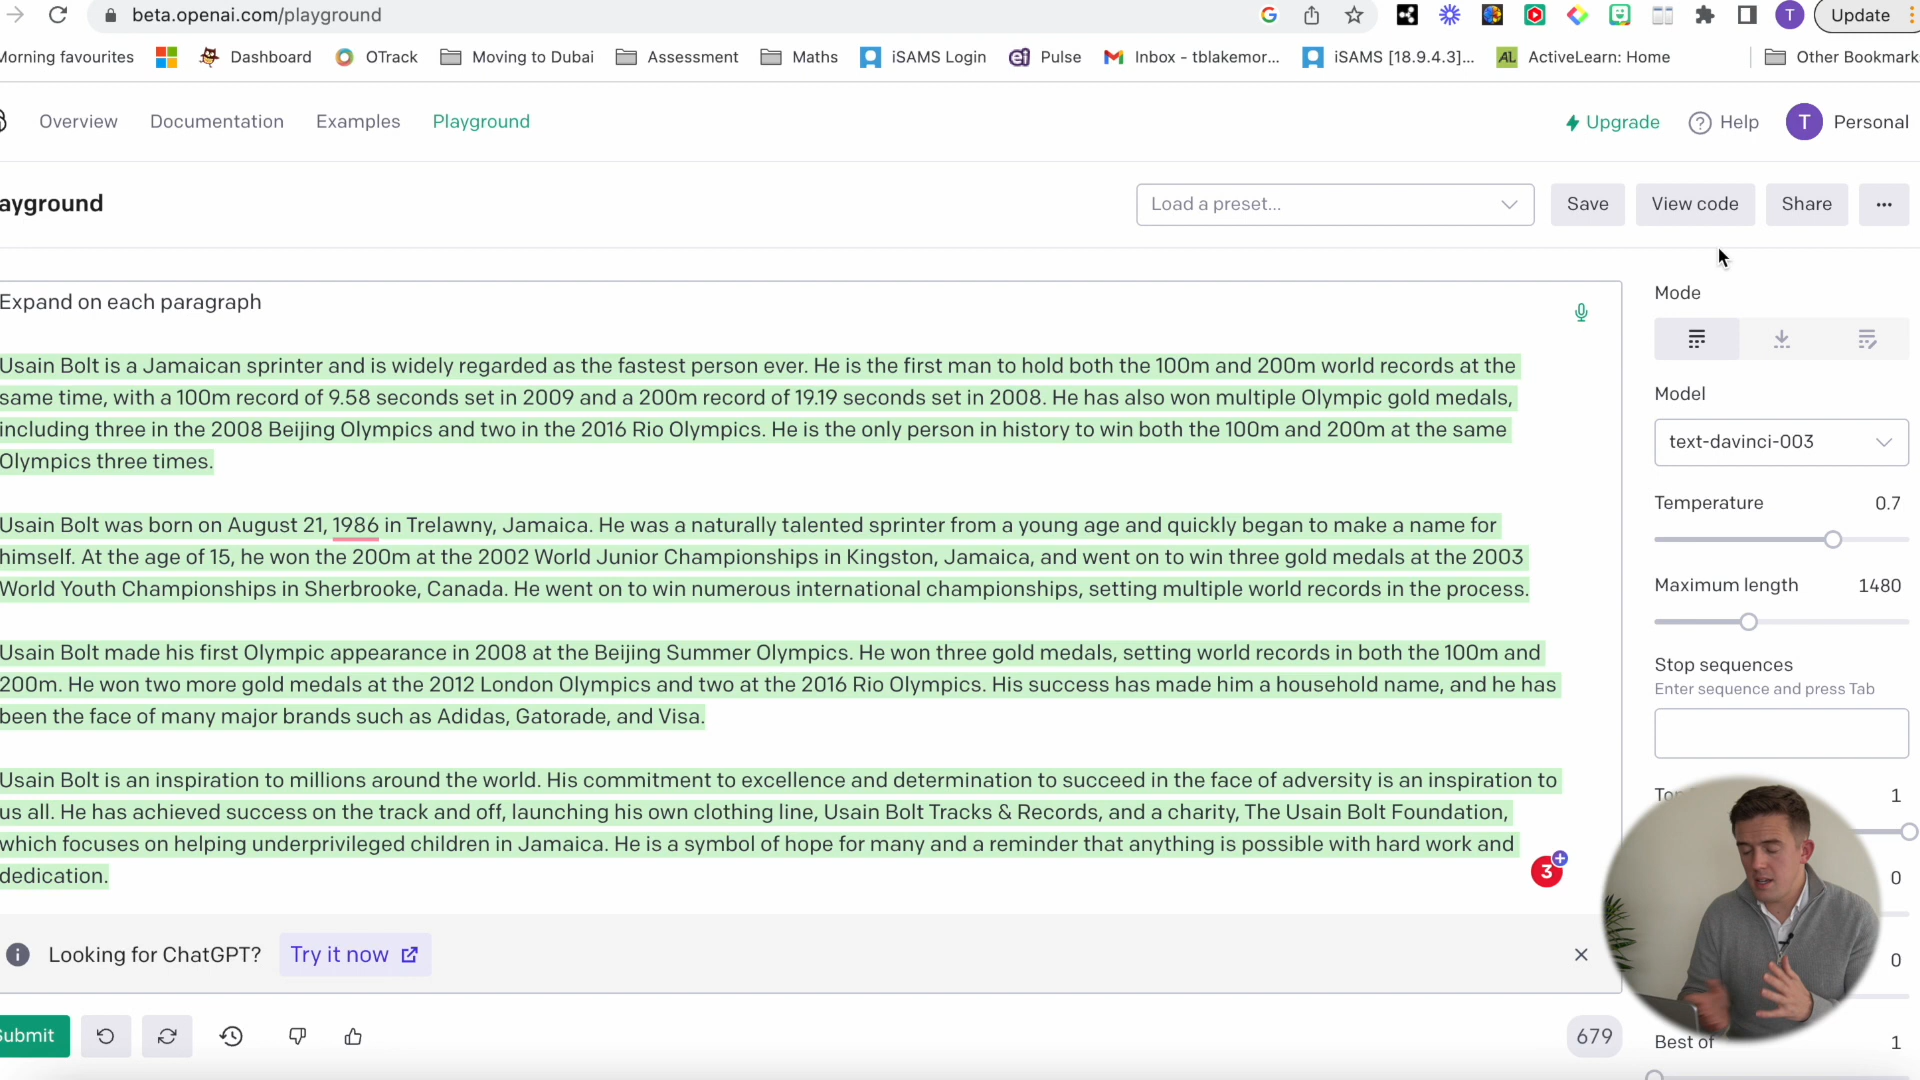 beta.openai.com/playground
Update
Morning favourites
Dashboard
OTrack
Moving to Dubai
Assessment
Maths
iSAMS Login
Pulse
Inbox - tblakemor...
iSAMS [18.9.4.3]...
ActiveLearn: Home
Other Bookmark
Overview
Documentation
Examples
Playground
Upgrade
Help
T
Personal
ayground
Load a preset...
Save
View code
Share
Expand on each paragraph
Usain Bolt is a Jamaican sprinter and is widely regarded as the fastest person ever. He is the first man to hold both the 100m and 200m world records at the
same time, with a 100m record of 9.58 seconds set in 2009 and a 200m record of 19.19 seconds set in 2008. He has also won multiple Olympic gold medals,
including three in the 2008 Beijing Olympics and two in the 2016 Rio Olympics. He is the only person in history to win both the 100m and 200m at the same
Olympics three times.
Usain Bolt was born on August 21, 1986 in Trelawny, Jamaica. He was a naturally talented sprinter from a young age and quickly began to make a name for
himself. At the age of 15, he won the 200m at the 2002 World Junior Championships in Kingston, Jamaica, and went on to win three gold medals at the 2003
World Youth Championships in Sherbrooke, Canada. He went on to win numerous international championships, setting multiple world records in the process.
Usain Bolt made his first Olympic appearance in 2008 at the Beijing Summer Olympics. He won three gold medals, setting world records in both the 100m and
200m. He won two more gold medals at the 2012 London Olympics and two at the 2016 Rio Olympics. His success has made him a household name, and he has
been the face of many major brands such as Adidas, Gatorade, and Visa.
Usain Bolt is an inspiration to millions around the world. His commitment to excellence and determination to succeed in the face of adversity is an inspiration to
us all. He has achieved success on the track and off, launching his own clothing line, Usain Bolt Tracks & Records, and a charity, The Usain Bolt Foundation,
which focuses on helping underprivileged children in Jamaica. He is a symbol of hope for many and a reminder that anything is possible with hard work and
dedication.
3
Looking for ChatGPT?
Try it now
Submit
679
Mode
Model
text-davinci-003
Temperature
0.7
Maximum length
1480
Stop sequences
Enter sequence and press Tab
1
0
0
Best of
1